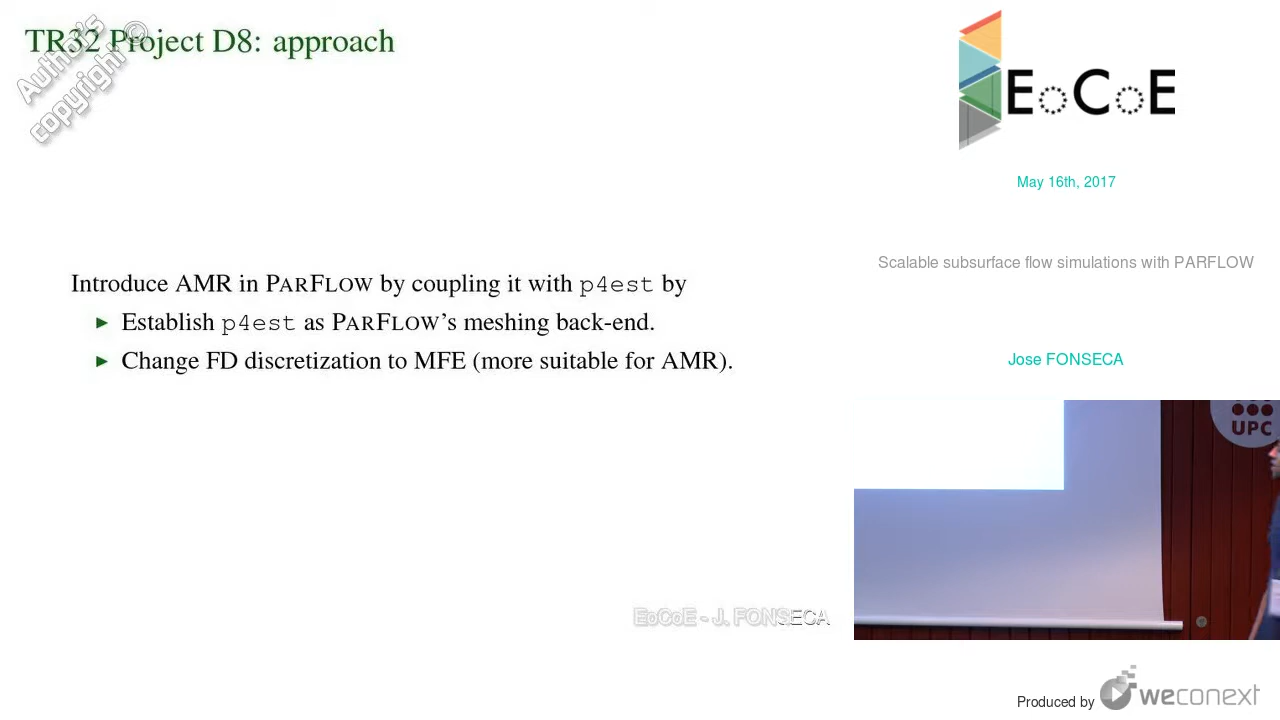 TR32 Project D8: approach
Author's
copyright ©
EoCoE
May 16th, 2017
Scalable subsurface flow simulations with PARFLOW
Introduce AMR in PARFLOW by coupling it with p4est by
▶ Establish p4est as PARFLOW's meshing back-end.
▶ Change FD discretization to MFE (more suitable for AMR).
Jose FONSECA
UPC
EoCoE - J. FONSECA
Produced by weconext